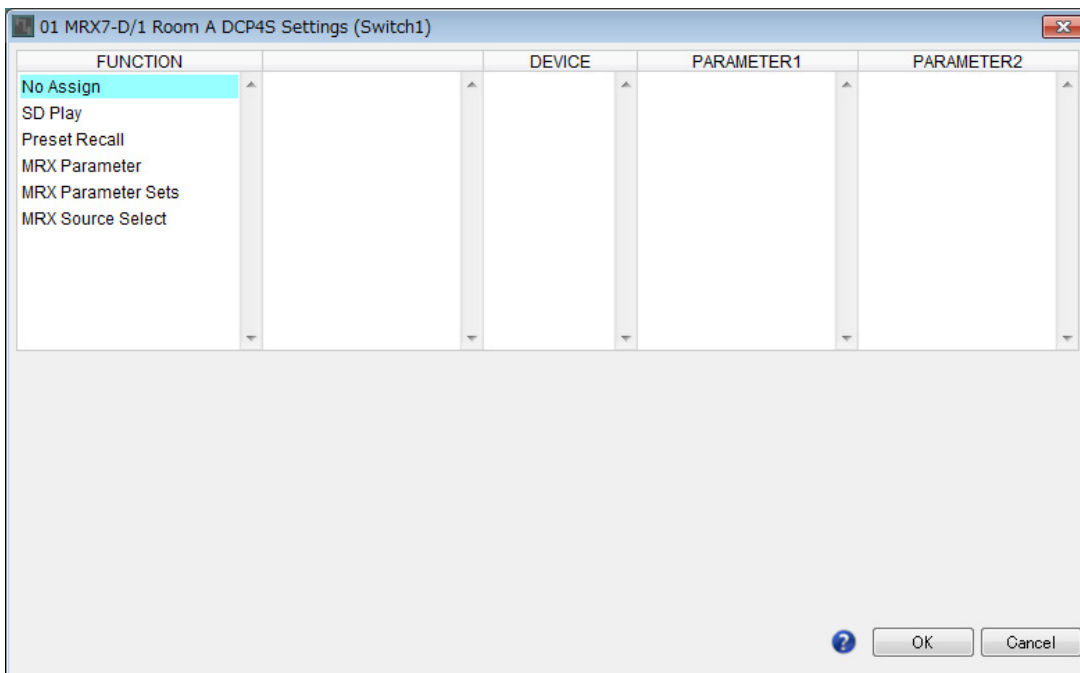 01 MRX7-D/1 Room A DCP4S Settings (Switch1)
FUNCTION DEVICE PARAMETER1 PARAMETER2
No Assign
SD Play
Preset Recall
MRX Parameter
MRX Parameter Sets
MRX Source Select
? OK Cancel